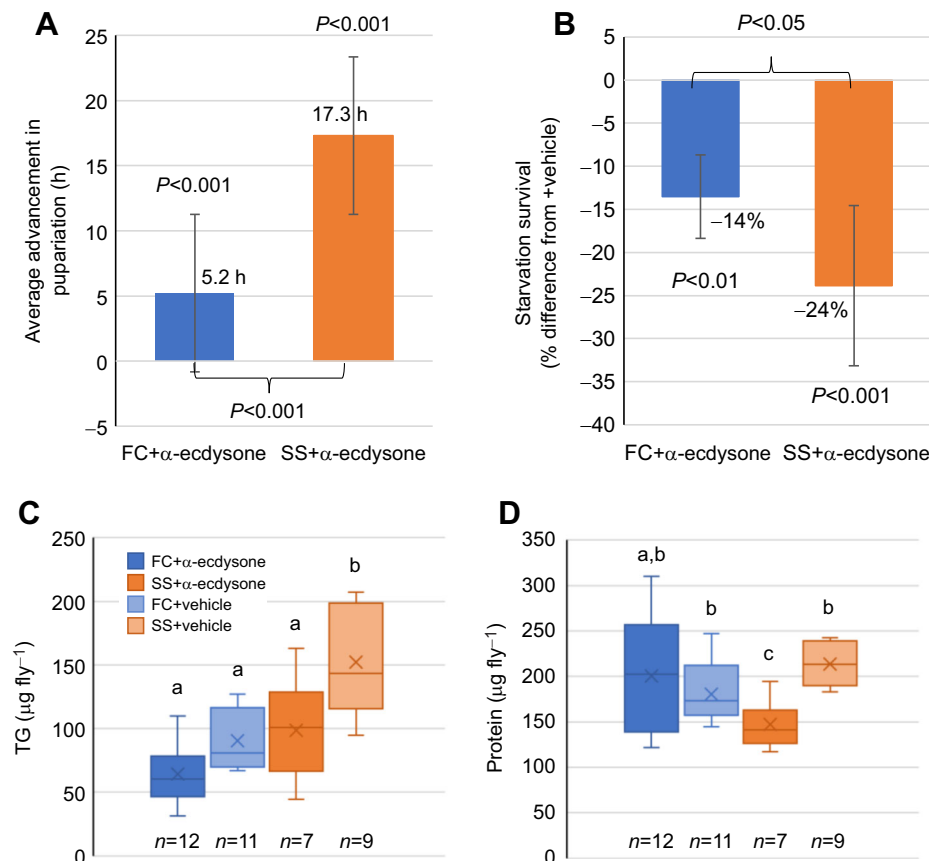 A
Average advancement in
pupariation (h)
25
20
15
10
5
0
–5
P<0.001
5.2 h
P<0.001
17.3 h
P<0.001
FC+α-ecdysone SS+α-ecdysone
B
Starvation survival
(% difference from +vehicle)
5
0
–5
–10
–15
–20
–25
–30
–35
–40
P<0.05
–14%
P<0.01
–24%
P<0.001
FC+α-ecdysone SS+α-ecdysone
C
TG (µg fly–1)
250
200
150
100
50
0
FC+α-ecdysone
SS+α-ecdysone
FC+vehicle
SS+vehicle
a
a
a
b
n=12 n=11 n=7 n=9
D
Protein (µg fly–1)
350
300
250
200
150
100
50
0
a,b
b
c
b
n=12 n=11 n=7 n=9